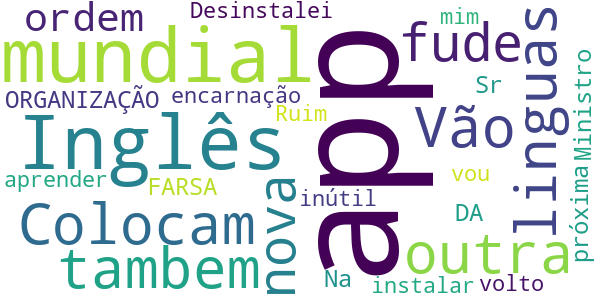 ordem
Desinstalei
mim
mundial
fude
linguas
app
Sr
ORGANIZAÇÃO
encarnação
Ministro
Ruim
Vão
Inglês
aprender
FARSA
vou
nova
inútil
próxima
Colocam
DA
outra
tambem
Na
instalar
volto